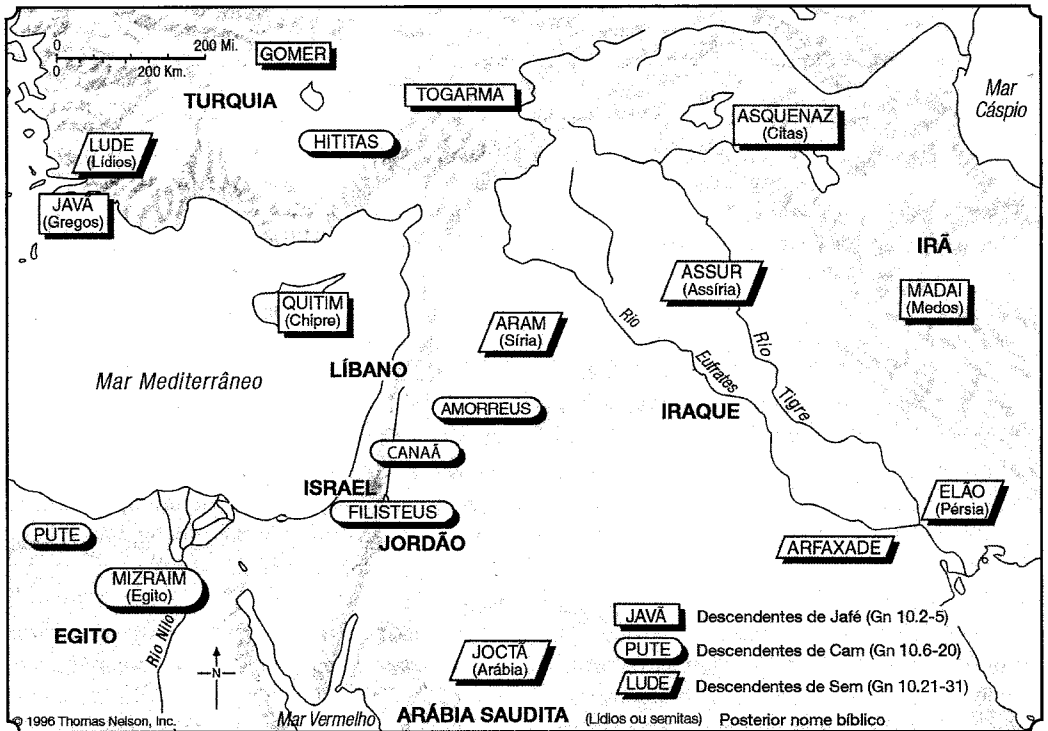 0 200 Mi.
0 200 Km.
GOMER
TURQUIA
TOGARMA
Mar
Cáspio
ASQUENAZ
(Citas)
HITITAS
LUDE
(Lídios)
JAVÃ
(Gregos)
IRÃ
ASSUR
(Assíria)
MADAI
(Medos)
QUITIM
(Chipre)
ARAM
(Síria)
Rio
Eufrates
Rio
Tigre
LÍBANO
Mar Mediterrâneo
AMORREUS
IRAQUE
CANAÃ
ISRAEL
FILISTEUS
ELÃO
(Pérsia)
PUTE
JORDÃO
ARFAXADE
MIZRAIM
(Egito)
EGITO
Rio Nilo
N
JOCTÃ
(Arábia)
JAVÃ Descendentes de Jafé (Gn 10.2-5)
PUTE Descendentes de Cam (Gn 10.6-20)
LUDE Descendentes de Sem (Gn 10.21-31)
© 1996 Thomas Nelson, Inc.
Mar Vermelho
ARÁBIA SAUDITA
(Lídios ou semitas) Posterior nome bíblico